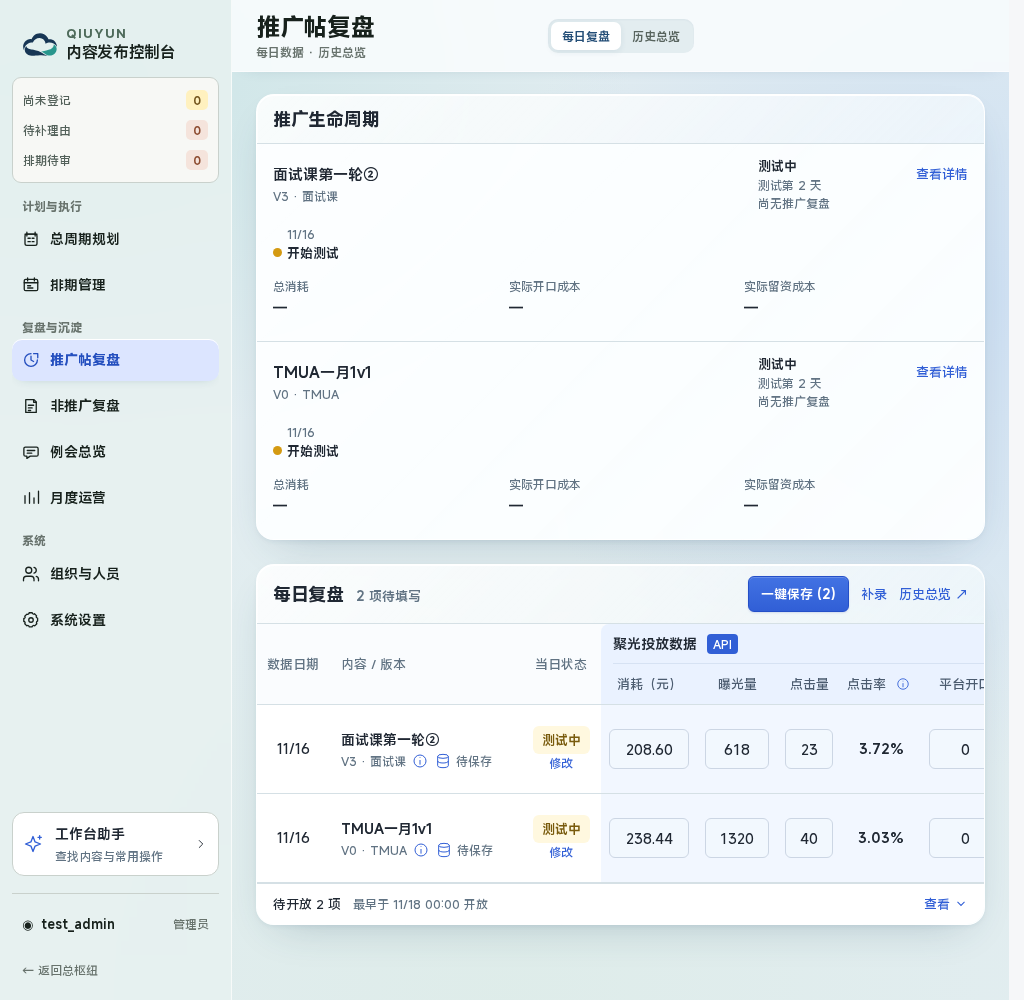 QIUYUN
内容发布控制台
尚未登记 0
待补理由 0
排期待审 0
计划与执行
总周期规划
排期管理
复盘与沉淀
推广帖复盘
非推广复盘
例会总览
月度运营
系统
组织与人员
系统设置
工作台助手
查找内容与常用操作
test_admin 管理员
← 返回总枢纽
推广帖复盘
每日数据 · 历史总览
每日复盘 历史总览
推广生命周期
面试课第一轮②
V3 · 面试课
测试中
测试第 2 天
尚无推广复盘
查看详情
11/16
开始测试
总消耗 实际开口成本 实际留资成本
— — —
TMUA一月1v1
V0 · TMUA
测试中
测试第 2 天
尚无推广复盘
查看详情
11/16
开始测试
总消耗 实际开口成本 实际留资成本
— — —
每日复盘 2 项待填写 一键保存 (2) 补录 历史总览 ↗
聚光投放数据 API
数据日期 内容 / 版本 当日状态 消耗（元） 曝光量 点击量 点击率 平台开口
11/16 面试课第一轮② 测试中 208.60 618 23 3.72% 0
V3 · 面试课 待保存 修改
11/16 TMUA一月1v1 测试中 238.44 1320 40 3.03% 0
V0 · TMUA 待保存 修改
待开放 2 项 最早于 11/18 00:00 开放 查看